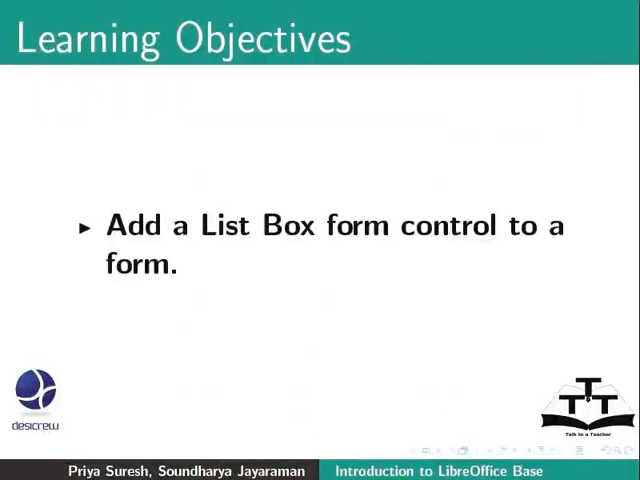 Learning Objectives
▸ Add a List Box form control to a
form.
desicrew
TTT
Talk to a Teacher
Priya Suresh, Soundharya Jayaraman
Introduction to LibreOffice Base